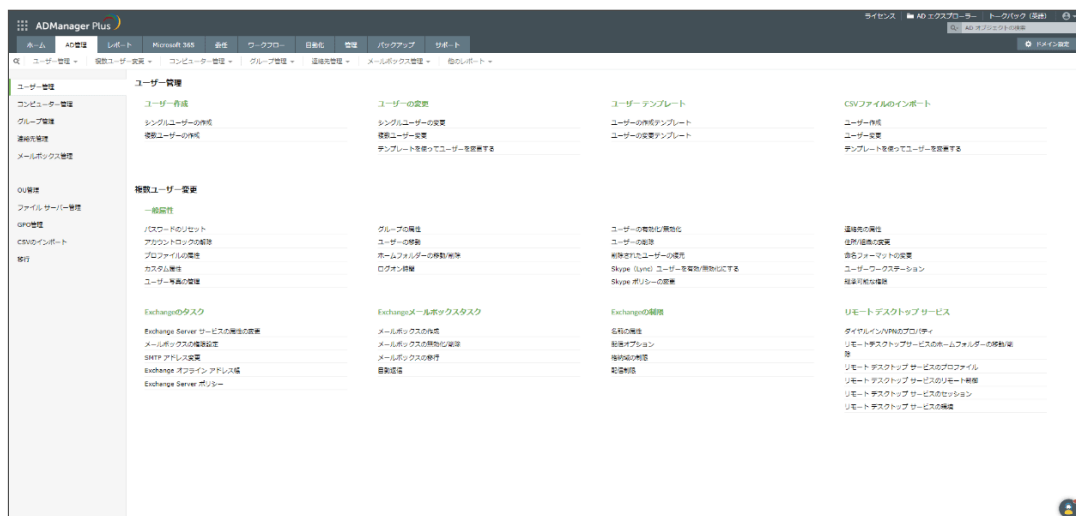 ライセンス AD エクスプローラー トークバック (英語)
ADManager Plus
AD オブジェクトの検索
ホーム AD管理 レポート Microsoft 365 委任 ワークフロー 自動化 管理 バックアップ サポート ドメイン設定
ユーザー管理 複数ユーザー変更 コンピューター管理 グループ管理 連絡先管理 メールボックス管理 他のレポート
ユーザー管理
コンピューター管理
グループ管理
連絡先管理
メールボックス管理
OU管理
ファイル サーバー管理
GPO管理
CSVのインポート
移行
ユーザー管理
ユーザー作成
シングルユーザーの作成
複数ユーザーの作成
ユーザーの変更
シングルユーザーの変更
複数ユーザー変更
テンプレートを使ってユーザーを変更する
ユーザー テンプレート
ユーザーの作成テンプレート
ユーザーの変更テンプレート
CSVファイルのインポート
ユーザー作成
ユーザー変更
テンプレートを使ってユーザーを変更する
複数ユーザー変更
一般属性
パスワードのリセット
アカウントロックの解除
プロファイルの属性
カスタム属性
ユーザー写真の管理
グループの属性
ユーザーの移動
ホームフォルダーの移動/削除
ログオン時間
ユーザーの有効化/無効化
ユーザーの削除
削除されたユーザーの復元
Skype (Lync) ユーザーを有効/無効化にする
Skype ポリシーの変更
連絡先の属性
住所/組織の変更
命名フォーマットの変更
ユーザーワークステーション
継承可能な権限
Exchangeのタスク
Exchange Server サービスの属性の変更
メールボックスの権限設定
SMTP アドレス変更
Exchange オフライン アドレス帳
Exchange Server ポリシー
Exchangeメールボックスタスク
メールボックスの作成
メールボックスの無効化/削除
メールボックスの移行
自動返信
Exchangeの制限
名前の属性
配信オプション
格納域の制限
配信制限
リモート デスクトップ サービス
ダイヤルイン/VPNのプロパティ
リモートデスクトップサービスのホームフォルダーの移動/削
除
リモート デスクトップ サービスのプロファイル
リモート デスクトップ サービスのリモート制御
リモート デスクトップ サービスのセッション
リモート デスクトップ サービスの環境